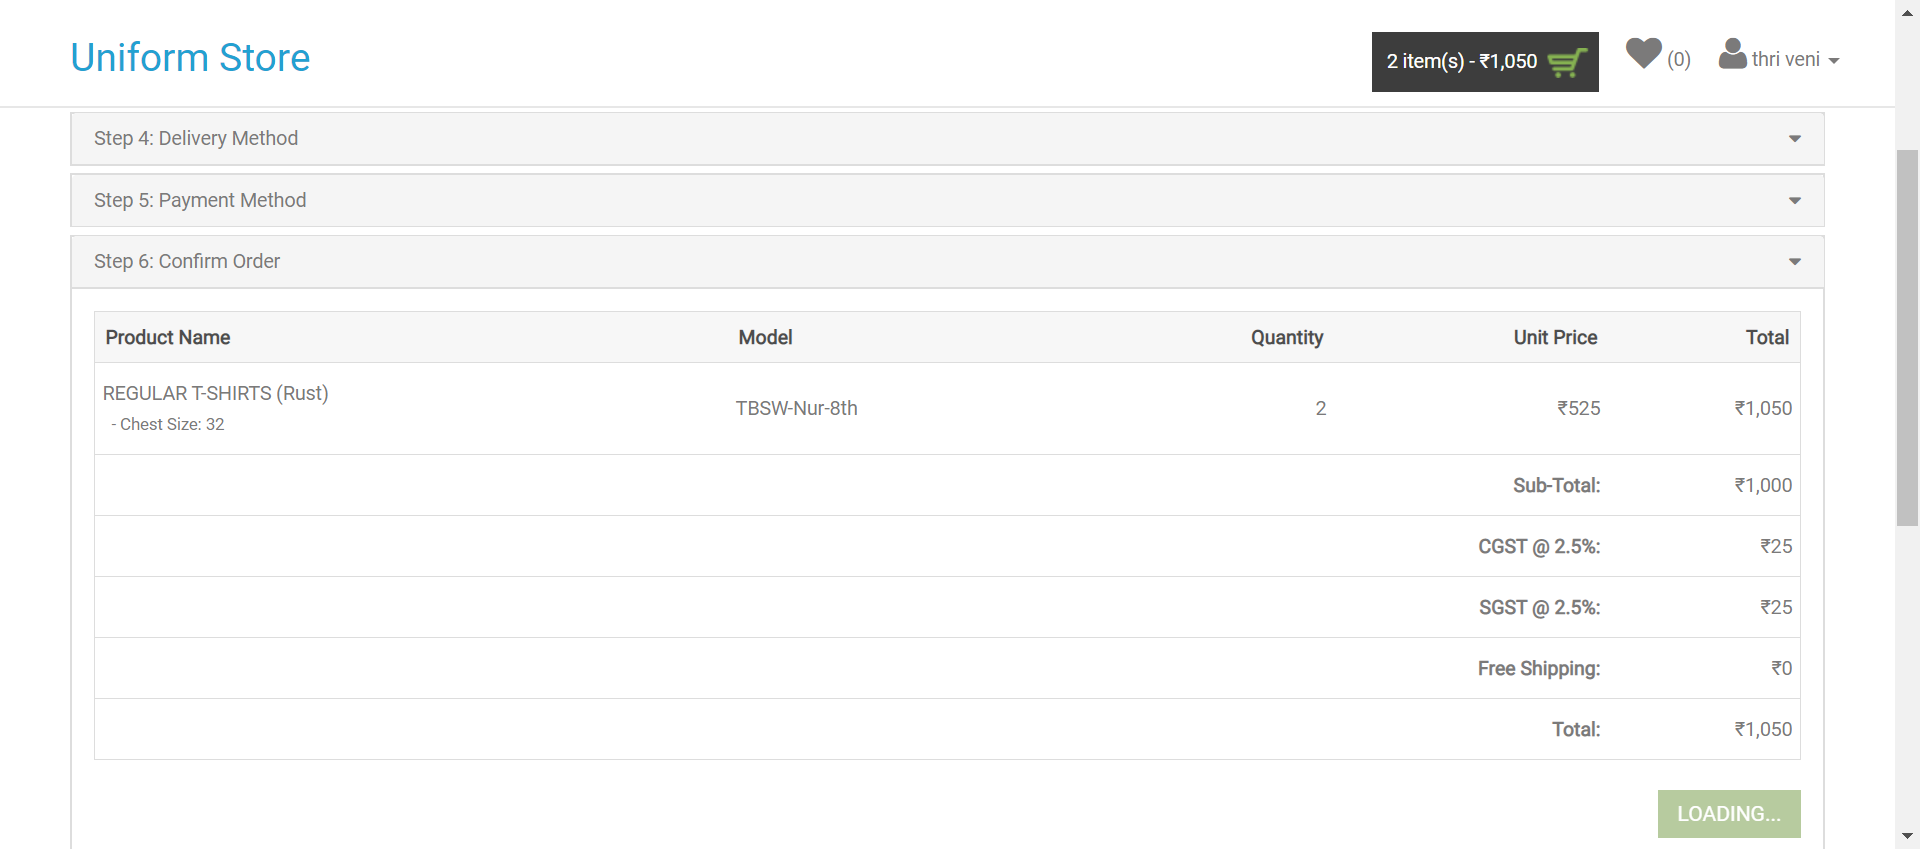 Uniform Store
2 item(s) - ₹1,050
(0)
thri veni
Step 4: Delivery Method
Step 5: Payment Method
Step 6: Confirm Order
Product Name Model Quantity Unit Price Total
REGULAR T-SHIRTS (Rust)
- Chest Size: 32
TBSW-Nur-8th 2 ₹525 ₹1,050
Sub-Total: ₹1,000
CGST @ 2.5%: ₹25
SGST @ 2.5%: ₹25
Free Shipping: ₹0
Total: ₹1,050
LOADING...